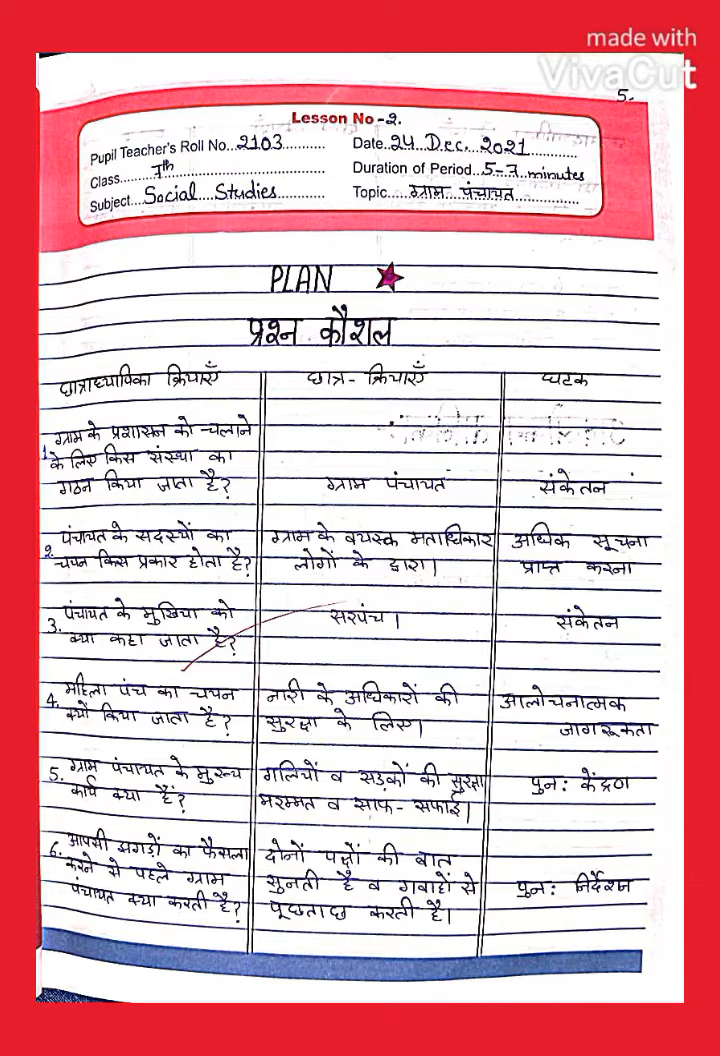 made with
VivaCut
5.
Lesson No -2.
Pupil Teacher's Roll No...2103..........
Date..24 Dec. 2021............
Class.......7th..........................
Duration of Period..5-7..minutes
Subject...Social Studies..........
Topic.....ग्राम पंचायत..............
PLAN
प्रश्न कौशल
छात्राध्यापिका क्रियाएँ छात्र- क्रियाएँ घटक
1. ग्राम के प्रशासन को चलाने
के लिए किस संस्था का
गठन किया जाता है? ग्राम पंचायत संकेतन
2. पंचायत के सदस्यों का ग्राम के वयस्क मताधिकार अधिक सूचना
चयन किस प्रकार होता है? लोगों के द्वारा। प्राप्त करना
3. पंचायत के मुखिया को सरपंच। संकेतन
क्या कहा जाता है?
4. महिला पंच का चयन नारी के अधिकारों की आलोचनात्मक
क्यों किया जाता है? सुरक्षा के लिए। जागरूकता
5. ग्राम पंचायत के मुख्य गलियों व सड़कों की सुरक्षा पुन: केंद्रण
कार्य क्या हैं? मरम्मत व साफ-सफाई।
6. आपसी झगड़ों का फैसला दोनों पक्षों की बात
करने से पहले ग्राम सुनती है व गवाहों से पुन: निर्देशन
पंचायत क्या करती है? पूछताछ करती है।